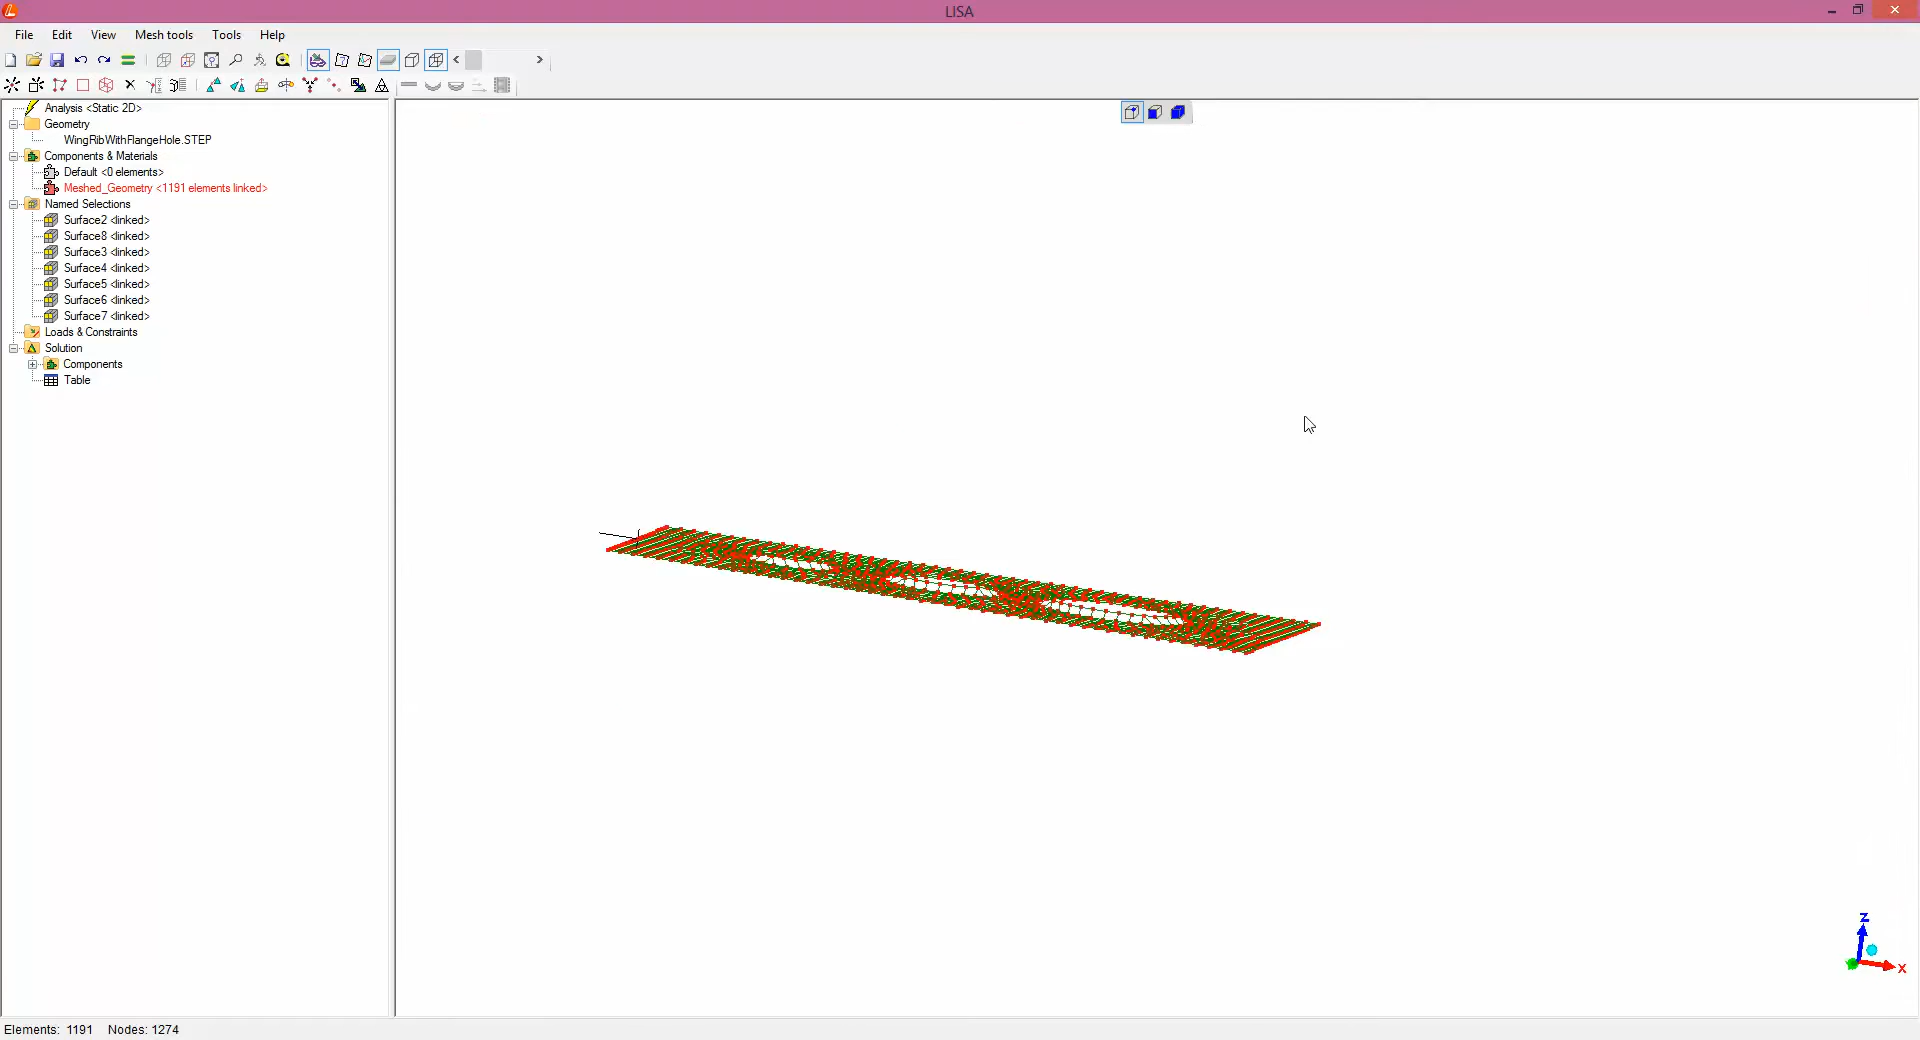 LISA
File Edit View Mesh tools Tools Help
Analysis <Static 2D>
Geometry
WingRibWithFlangeHole.STEP
Components & Materials
Default <0 elements>
Meshed_Geometry <1191 elements linked>
Named Selections
Surface2 <linked>
Surface8 <linked>
Surface3 <linked>
Surface4 <linked>
Surface5 <linked>
Surface6 <linked>
Surface7 <linked>
Loads & Constraints
Solution
Components
Table
Z
X
Elements: 1191 Nodes: 1274